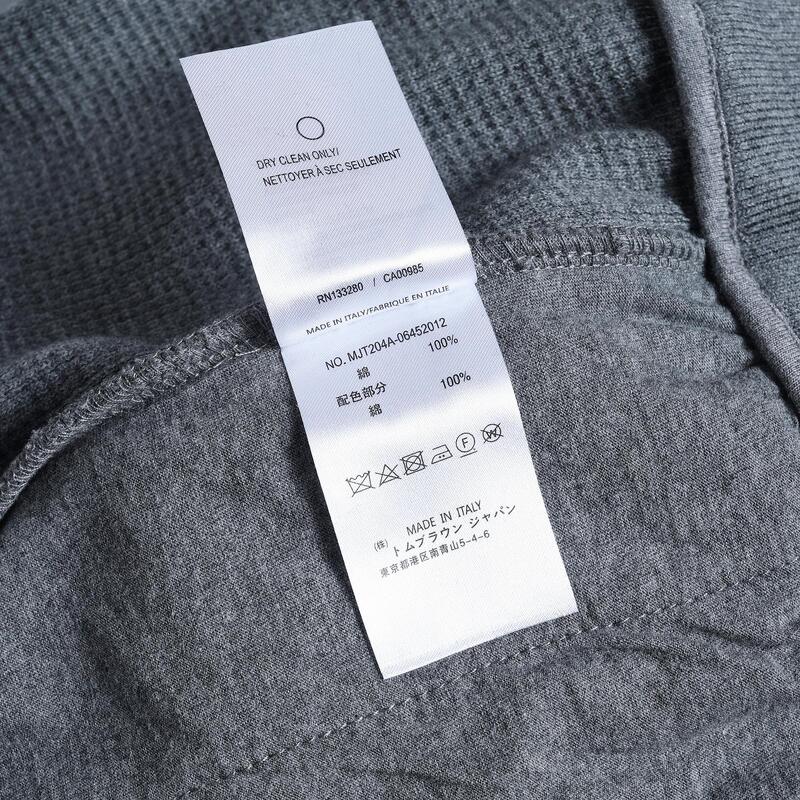 DRY CLEAN ONLY/
NETTOYER À SEC SEULEMENT
RN133280 / CA00985
MADE IN ITALY/FABRIQUE EN ITALIE
NO. MJT204A-06452012
綿 100%
配色部分
綿 100%
F W
MADE IN ITALY
(株)トムブラウン ジャパン
東京都港区南青山5-4-6